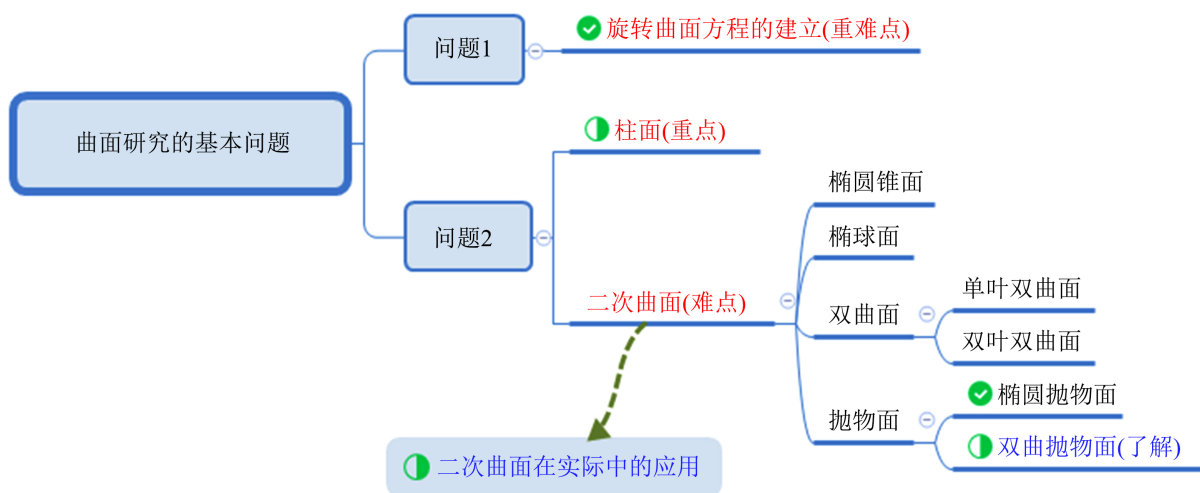 曲面研究的基本问题
问题1
旋转曲面方程的建立(重难点)
问题2
柱面(重点)
二次曲面(难点)
椭圆锥面
椭球面
双曲面
单叶双曲面
双叶双曲面
抛物面
椭圆抛物面
双曲抛物面(了解)
二次曲面在实际中的应用